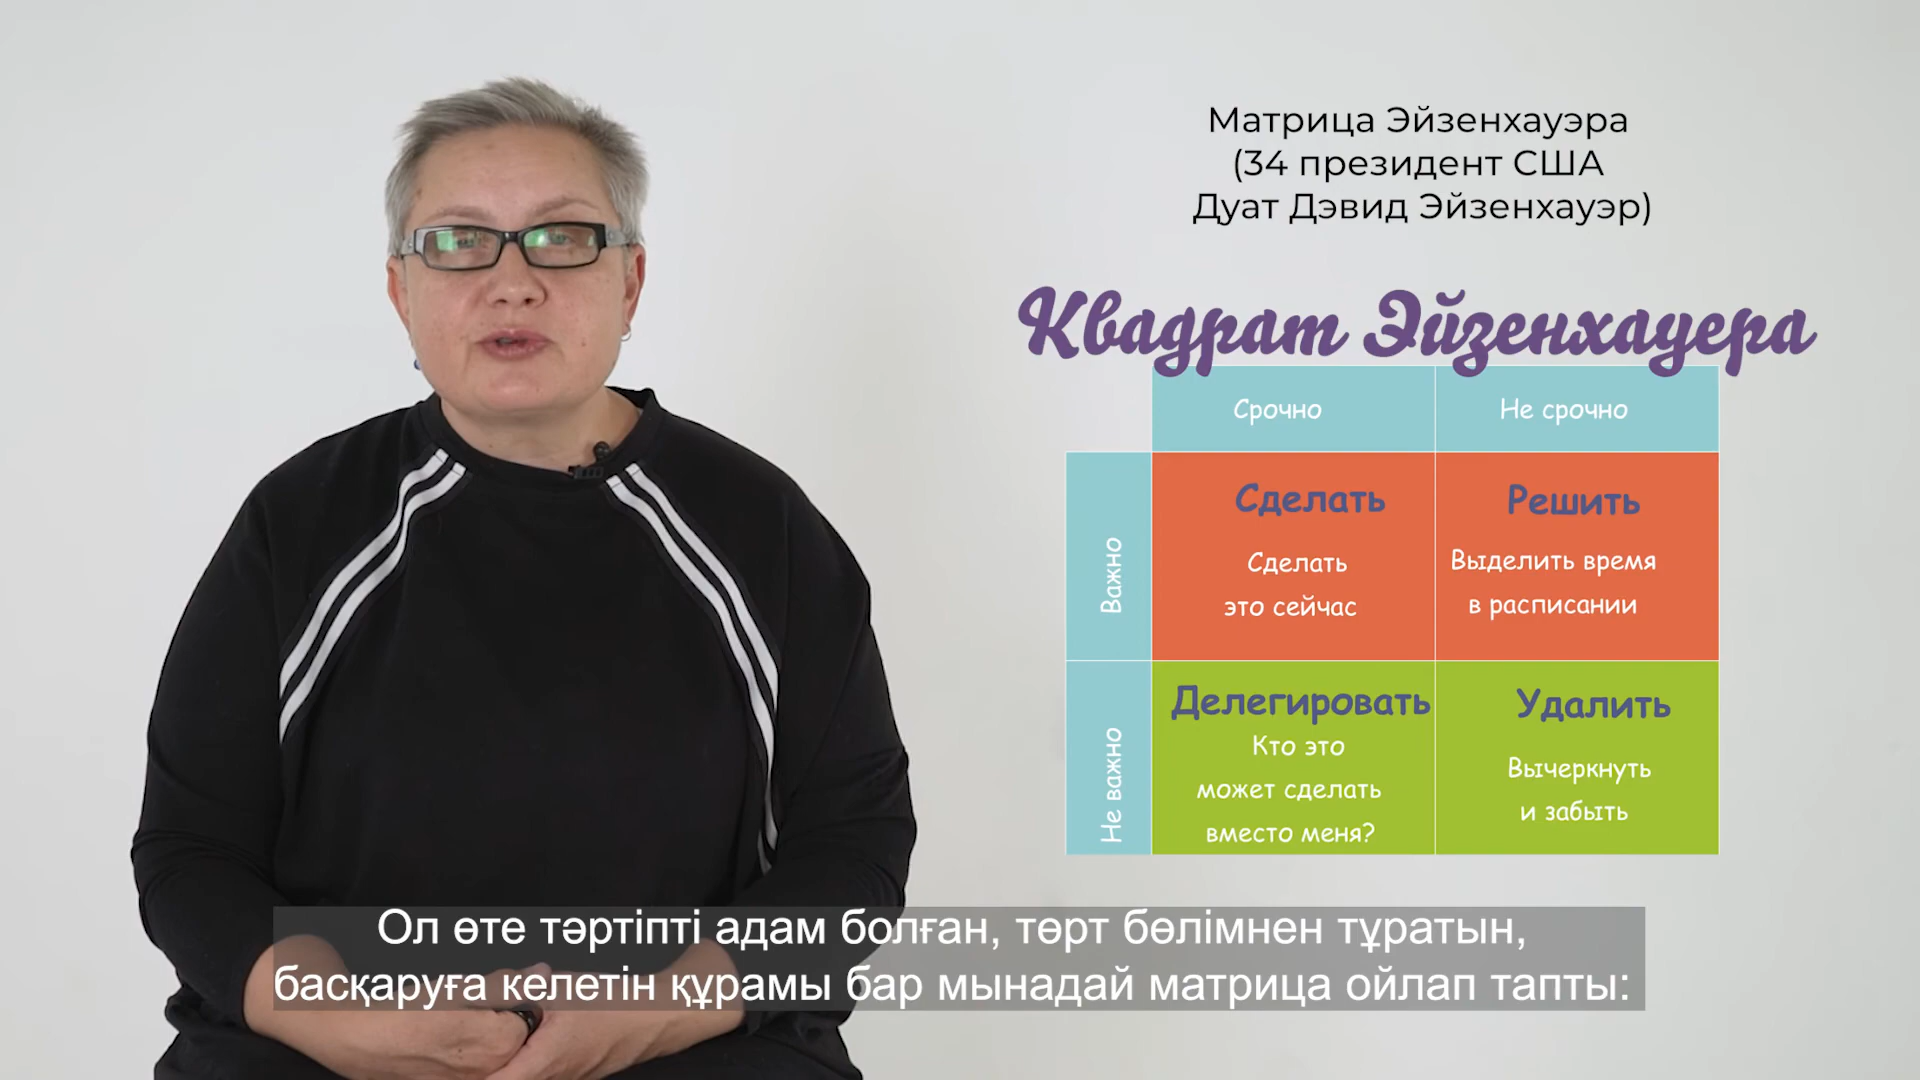 Матрица Эйзенхауэра
(34 президент США
Дуат Дэвид Эйзенхауэр)
Квадрат Эйзенхауера
Срочно
Не срочно
Важно
Сделать
Сделать
это сейчас
Решить
Выделить время
в расписании
Не важно
Делегировать
Кто это
может сделать
вместо меня?
Удалить
Вычеркнуть
и забыть
Ол өте тәртіпті адам болған, төрт бөлімнен тұратын,
басқаруға келетін құрамы бар мынадай матрица ойлап тапты: